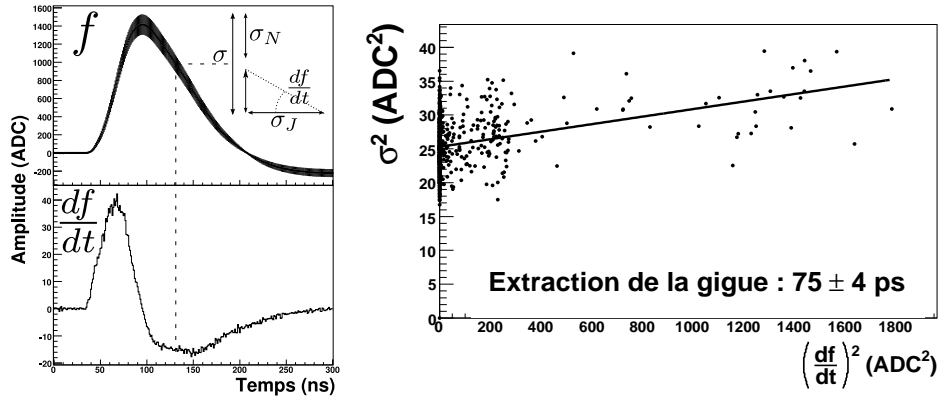 Amplitude (ADC)
1600
1400
1200
1000
800
600
400
200
0
-200
f
σ
σ_N
df
dt
σ_J
40
30
20
10
0
-10
-20
df
dt
0 50 100 150 200 250 300
Temps (ns)
σ² (ADC²)
40
35
30
25
20
15
10
5
0
Extraction de la gigue : 75 ± 4 ps
0 200 400 600 800 1000 1200 1400 1600 1800
(df/dt)² (ADC²)